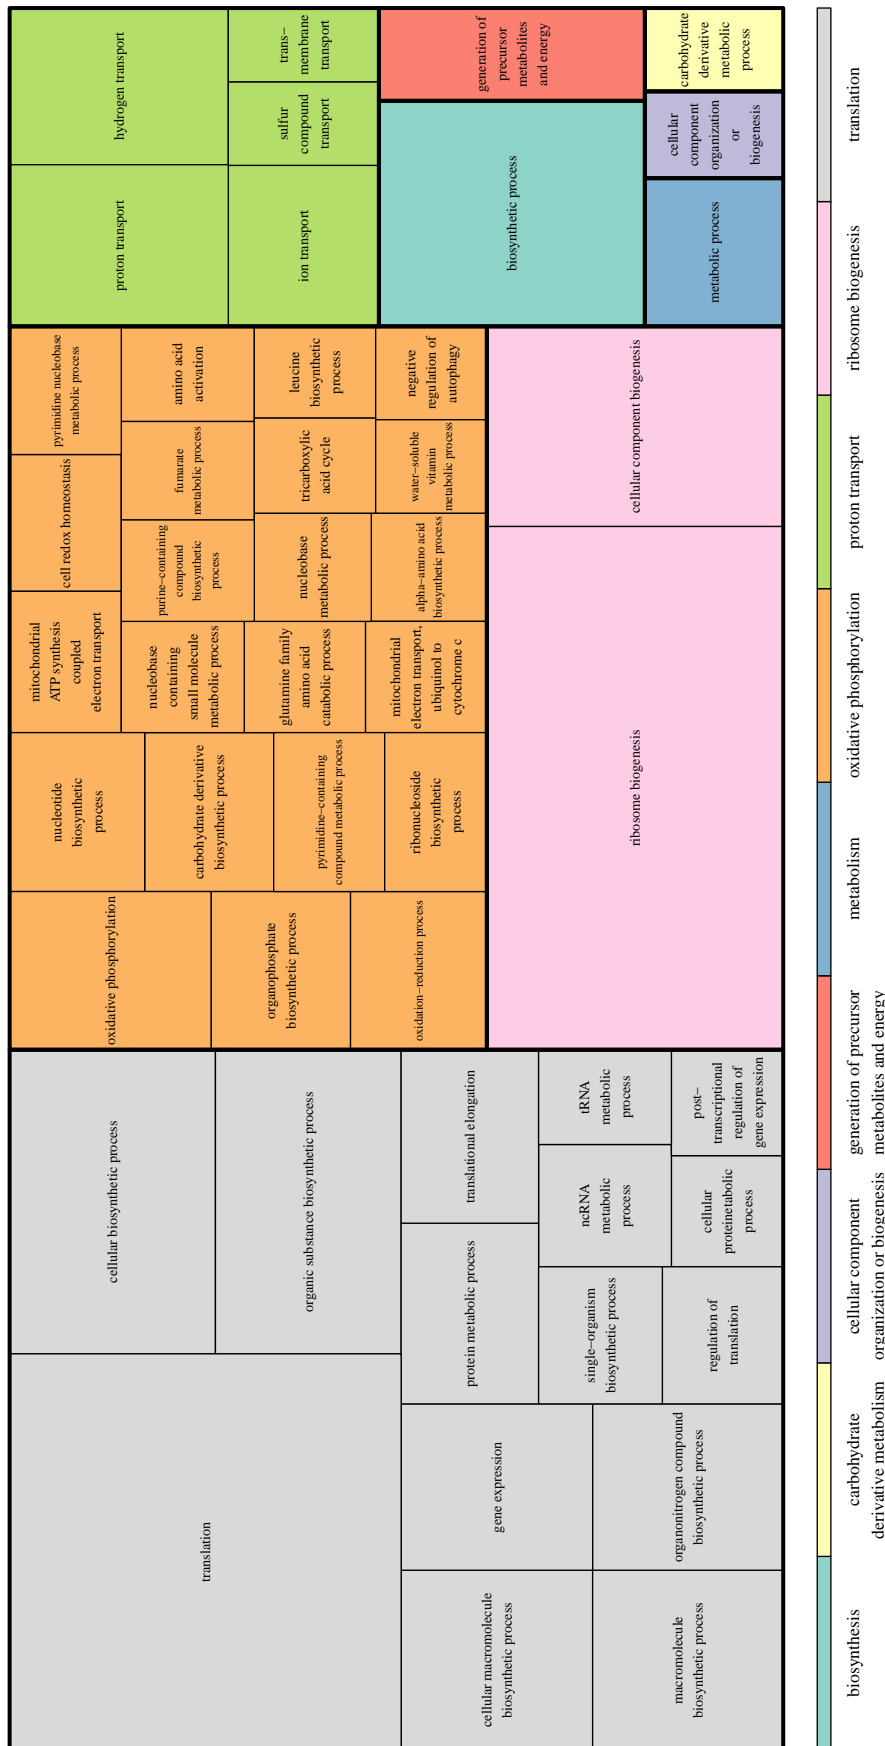 translation
cellular biosynthetic process
organic substance biosynthetic process
cellular macromolecule
biosynthetic process
gene expression
macromolecule
biosynthetic process
organonitrogen compound
biosynthetic process
protein metabolic process
translational elongation
single−organism
biosynthetic process
regulation of
translation
ncRNA
metabolic
process
tRNA
metabolic
process
cellular
proteinetabolic
process
post−
transcriptional
regulation of
gene expression
oxidative phosphorylation
organophosphate
biosynthetic process
oxidation−reduction process
nucleotide
biosynthetic
process
carbohydrate derivative
biosynthetic process
pyrimidine−containing
compound metabolic process
ribonucleoside
biosynthetic
process
mitochondrial
ATP synthesis
coupled
electron transport
cell redox homeostasis
pyrimidine nucleobase
metabolic process
nucleobase
containing
small molecule
metabolic process
glutamine family
amino acid
catabolic process
mitochondrial
electron transport,
ubiquinol to
cytochrome c
purine−containing
compound
biosynthetic
process
fumarate
metabolic process
amino acid
activation
nucleobase
metabolic process
tricarboxylic
acid cycle
leucine
biosynthetic
process
alpha−amino acid
biosynthetic process
water−soluble
vitamin
metabolic process
negative
regulation of
autophagy
ribosome biogenesis
cellular component biogenesis
proton transport
hydrogen transport
ion transport
sulfur
compound
transport
trans−
membrane
transport
biosynthetic process
generation of
precursor
metabolites
and energy
metabolic process
cellular
component
organization
or
biogenesis
carbohydrate
derivative
metabolic
process
biosynthesis
carbohydrate
derivative metabolism
cellular component
organization or biogenesis
generation of precursor
metabolites and energy
metabolism
oxidative phosphorylation
proton transport
ribosome biogenesis
translation